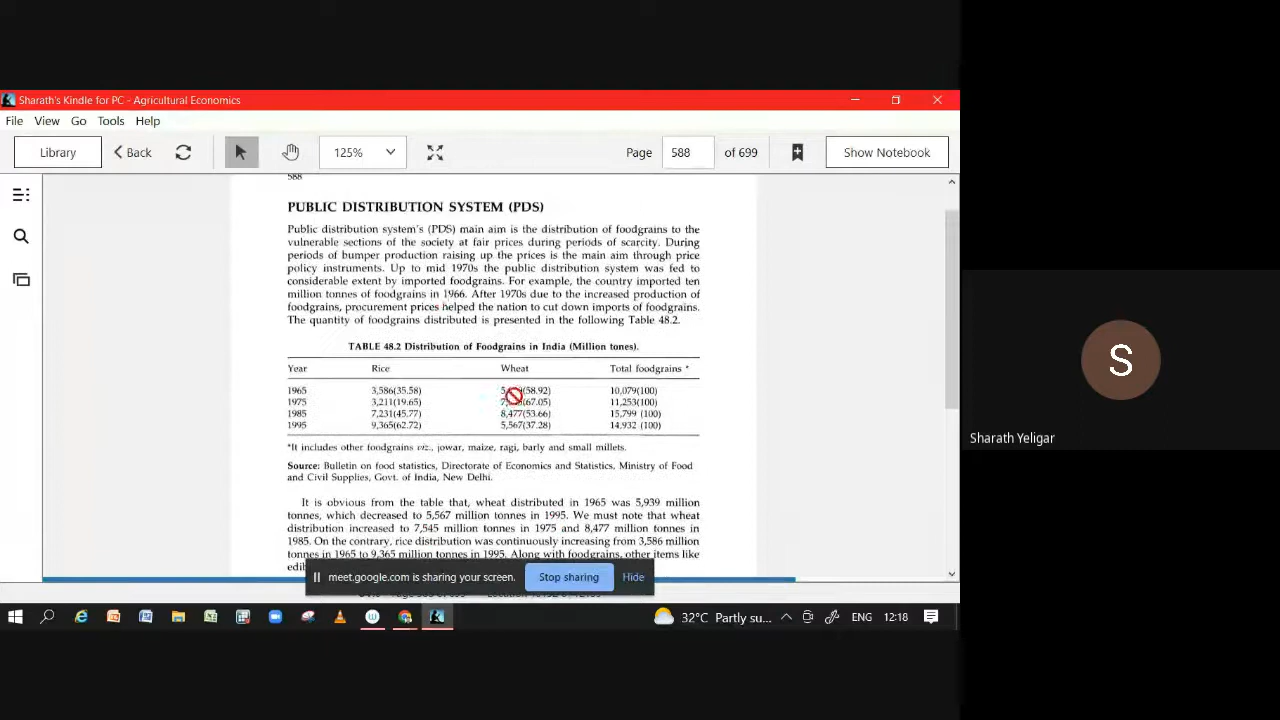 Sharath's Kindle for PC - Agricultural Economics
File View Go Tools Help
Library Back 125% Page 588 of 699 Show Notebook
588
PUBLIC DISTRIBUTION SYSTEM (PDS)
Public distribution system's (PDS) main aim is the distribution of foodgrains to the
vulnerable sections of the society at fair prices during periods of scarcity. During
periods of bumper production raising up the prices is the main aim through price
policy instruments. Up to mid 1970s the public distribution system was fed to
considerable extent by imported foodgrains. For example, the country imported ten
million tonnes of foodgrains in 1966. After 1970s due to the increased production of
foodgrains, procurement prices helped the nation to cut down imports of foodgrains.
The quantity of foodgrains distributed is presented in the following Table 48.2.
TABLE 48.2 Distribution of Foodgrains in India (Million tones).
Year Rice Wheat Total foodgrains *
1965 3,586(35.58) (58.92) 10,079(100)
1975 3,211(19.65) (67.05) 11,253(100)
1985 7,231(45.77) 8,477(53.66) 15,799 (100)
1995 9,365(62.72) 5,567(37.28) 14,932 (100)
*It includes other foodgrains viz., jowar, maize, ragi, barly and small millets.
Source: Bulletin on food statistics, Directorate of Economics and Statistics, Ministry of Food
and Civil Supplies, Govt. of India, New Delhi.
It is obvious from the table that, wheat distributed in 1965 was 5,939 million
tonnes, which decreased to 5,567 million tonnes in 1995. We must note that wheat
distribution increased to 7,545 million tonnes in 1975 and 8,477 million tonnes in
1985. On the contrary, rice distribution was continuously increasing from 3,586 million
tonnes in 1965 to 9,365 million tonnes in 1995. Along with foodgrains, other items like
meet.google.com is sharing your screen. Stop sharing Hide
32°C Partly su... ENG 12:18
S
Sharath Yeligar